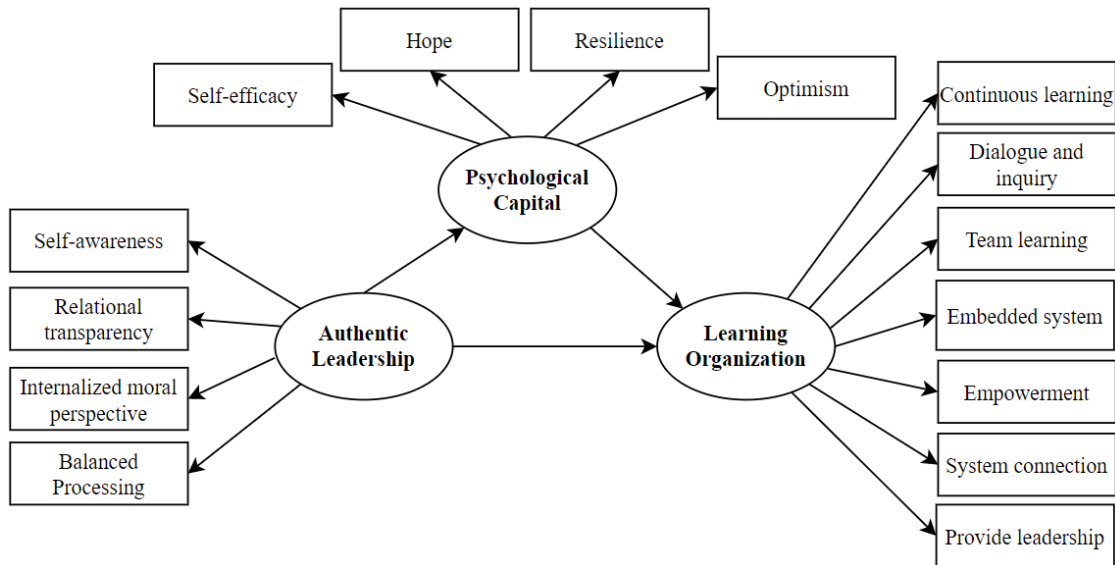 Hope
Resilience
Self-efficacy
Optimism
Continuous learning
Psychological
Capital
Dialogue and
inquiry
Self-awareness
Team learning
Relational
transparency
Authentic
Leadership
Learning
Organization
Embedded system
Internalized moral
perspective
Empowerment
Balanced
Processing
System connection
Provide leadership